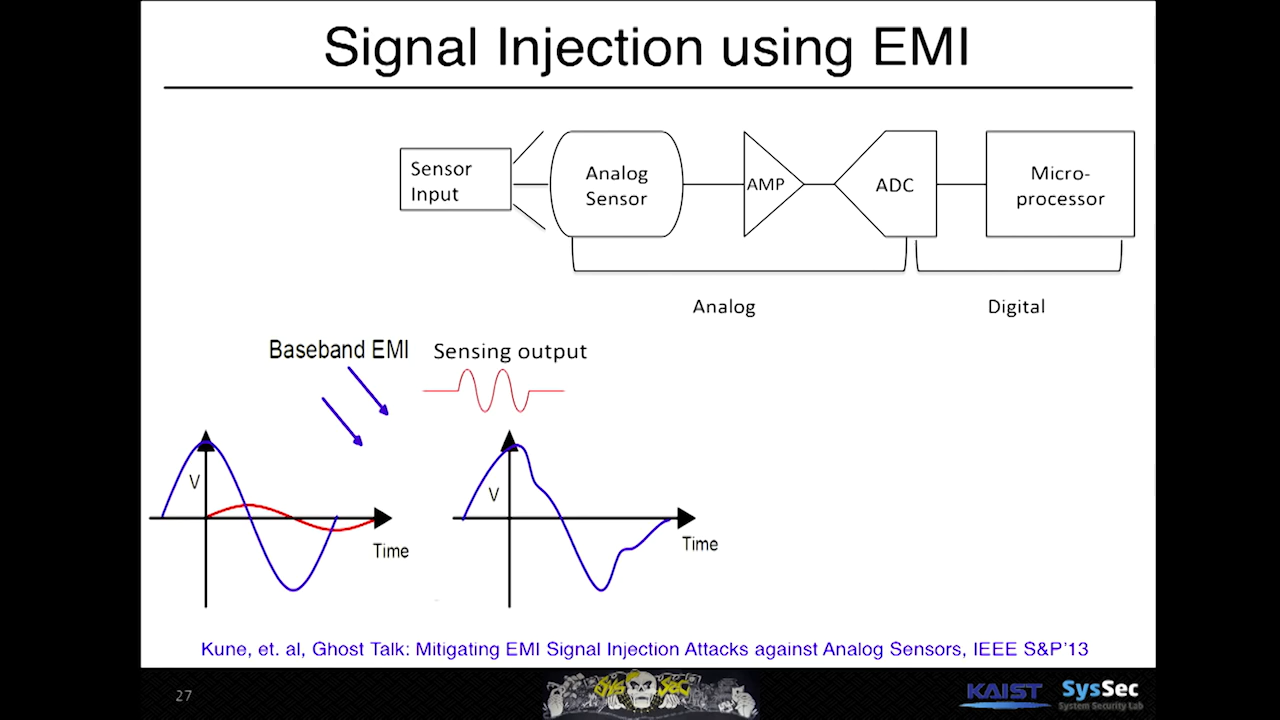 Signal Injection using EMI
Sensor
Input
Analog
Sensor
AMP
ADC
Micro-
processor
Analog
Digital
Baseband EMI
Sensing output
V
Time
V
Time
Kune, et. al, Ghost Talk: Mitigating EMI Signal Injection Attacks against Analog Sensors, IEEE S&P'13
27
SysSec
KAIST
SysSec
System Security Lab